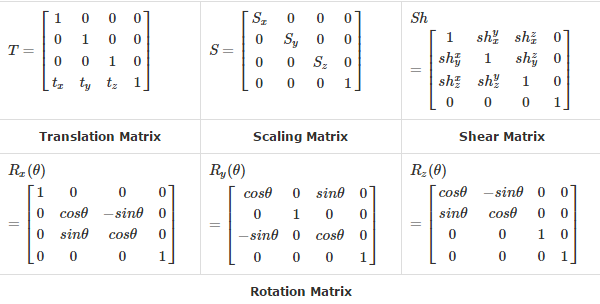 T = [1 0 0 0
0 1 0 0
0 0 1 0
t_x t_y t_z 1]
S = [S_x 0 0 0
0 S_y 0 0
0 0 S_z 0
0 0 0 1]
Sh
= [1 sh_x^y sh_x^z 0
sh_y^x 1 sh_y^z 0
sh_z^x sh_z^y 1 0
0 0 0 1]
Translation Matrix
Scaling Matrix
Shear Matrix
R_x(θ)
= [1 0 0 0
0 cosθ −sinθ 0
0 sinθ cosθ 0
0 0 0 1]
R_y(θ)
= [cosθ 0 sinθ 0
0 1 0 0
−sinθ 0 cosθ 0
0 0 0 1]
R_z(θ)
= [cosθ −sinθ 0 0
sinθ cosθ 0 0
0 0 1 0
0 0 0 1]
Rotation Matrix